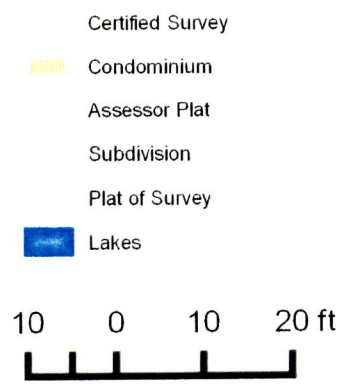 Certified Survey
Condominium
Assessor Plat
Subdivision
Plat of Survey
Lakes
10 0 10 20 ft